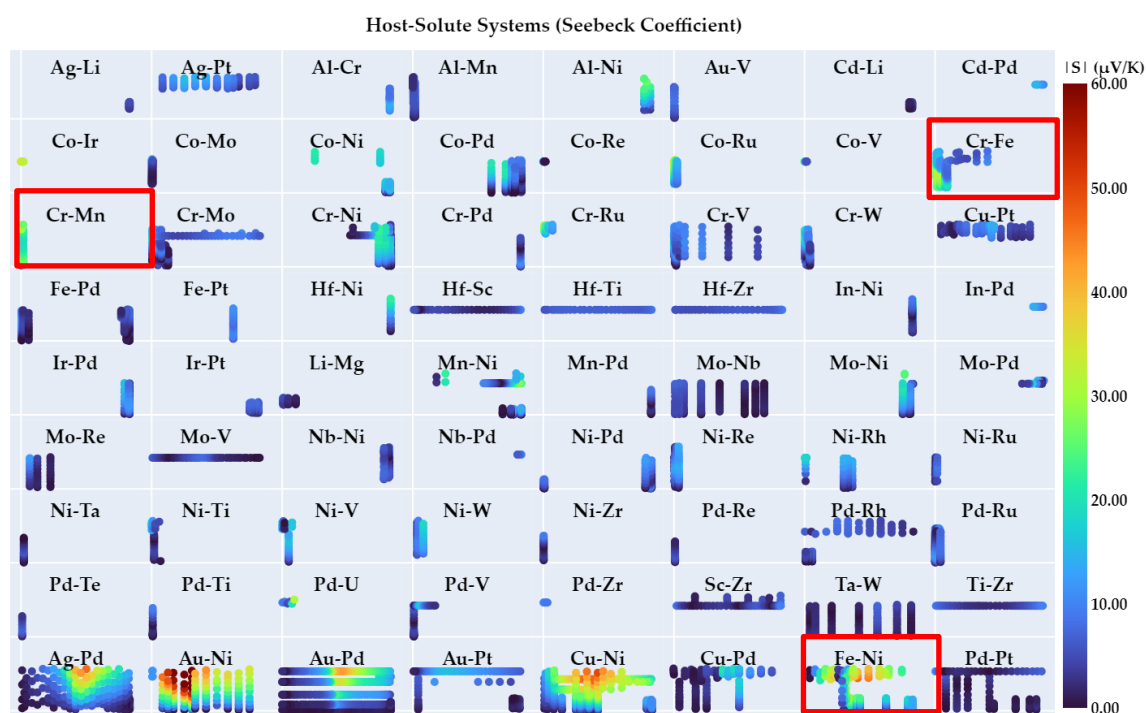 Host-Solute Systems (Seebeck Coefficient)
|S| (μV/K)
Ag-Li Ag-Pt Al-Cr Al-Mn Al-Ni Au-V Cd-Li Cd-Pd
60.00
Co-Ir Co-Mo Co-Ni Co-Pd Co-Re Co-Ru Co-V Cr-Fe
50.00
Cr-Mn Cr-Mo Cr-Ni Cr-Pd Cr-Ru Cr-V Cr-W Cu-Pt
40.00
Fe-Pd Fe-Pt Hf-Ni Hf-Sc Hf-Ti Hf-Zr In-Ni In-Pd
30.00
Ir-Pd Ir-Pt Li-Mg Mn-Ni Mn-Pd Mo-Nb Mo-Ni Mo-Pd
Mo-Re Mo-V Nb-Ni Nb-Pd Ni-Pd Ni-Re Ni-Rh Ni-Ru
20.00
Ni-Ta Ni-Ti Ni-V Ni-W Ni-Zr Pd-Re Pd-Rh Pd-Ru
Pd-Te Pd-Ti Pd-U Pd-V Pd-Zr Sc-Zr Ta-W Ti-Zr
10.00
Ag-Pd Au-Ni Au-Pd Au-Pt Cu-Ni Cu-Pd Fe-Ni Pd-Pt
0.00